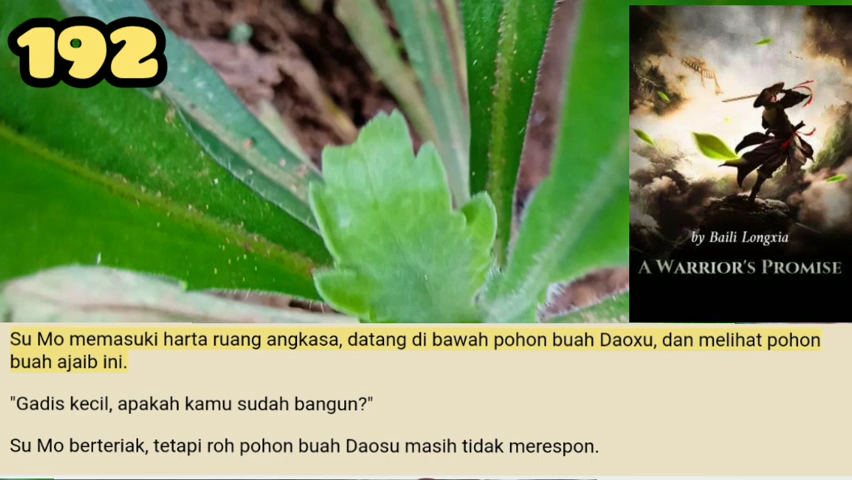 192
by Baili Longxia
A WARRIOR'S PROMISE
Su Mo memasuki harta ruang angkasa, datang di bawah pohon buah Daoxu, dan melihat pohon
buah ajaib ini.
"Gadis kecil, apakah kamu sudah bangun?"
Su Mo berteriak, tetapi roh pohon buah Daosu masih tidak merespon.